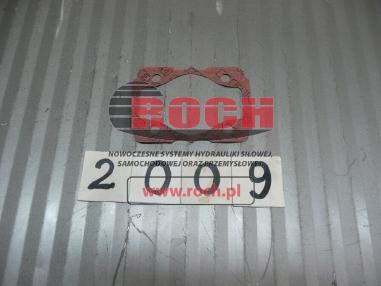 ROCH
NOWOCZESNE SYSTEMY HYDRAULIKI SIŁOWEJ,
SAMOCHODOWEJ ORAZ PRZEMYSŁOWEJ
2009
www.roch.pl